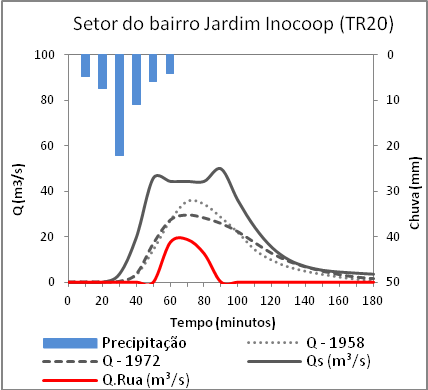 Setor do bairro Jardim Inocoop (TR20)
100
80
60
40
20
0
Q (m3/s)
0
10
20
30
40
50
Chuva (mm)
0 20 40 60 80 100 120 140 160 180
Tempo (minutos)
Precipitação
Q - 1958
Q - 1972
Qs (m³/s)
Q.Rua (m³/s)